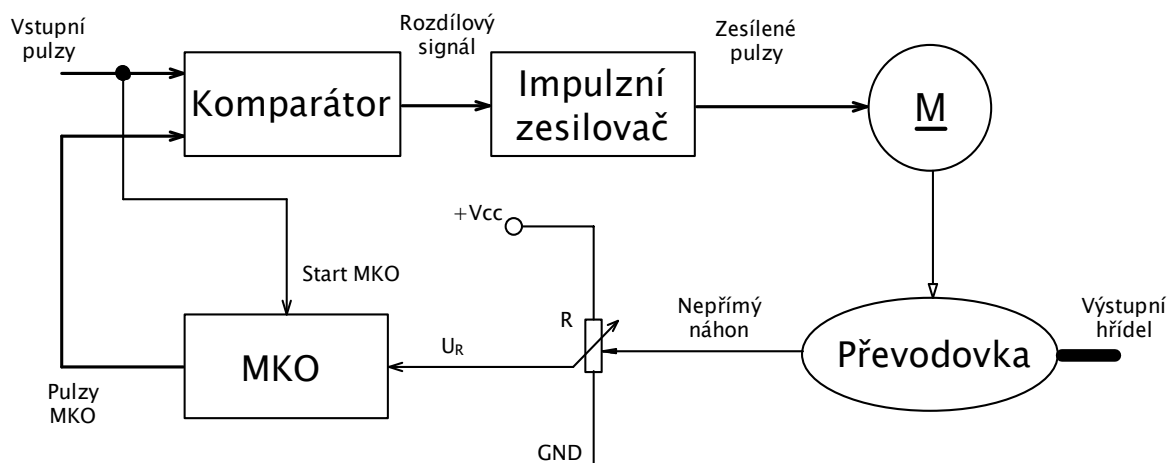 Vstupní
pulzy
Rozdílový
signál
Zesílené
pulzy
Komparátor
Impulzní
zesilovač
M
+Vcc
Start MKO
R
Nepřímý
náhon
Výstupní
hřídel
MKO
UR
Převodovka
Pulzy
MKO
GND